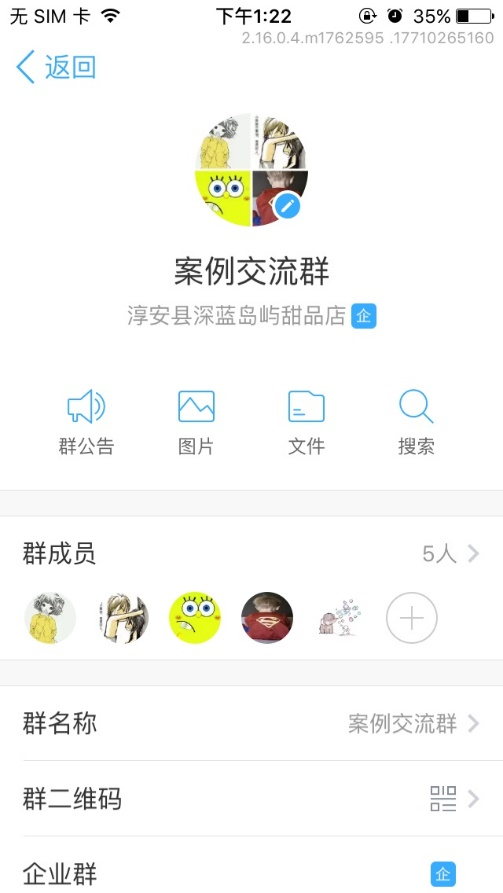 无 SIM 卡 下午1:22 35%
2.16.0.4.m1762595 .17710265160
返回
案例交流群
淳安县深蓝岛屿甜品店 企
群公告 图片 文件 搜索
群成员 5人
群名称 案例交流群
群二维码
企业群 企